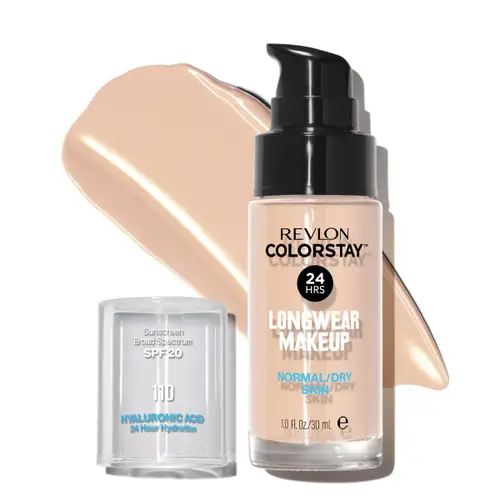 REVLON
COLORSTAY™
24
HRS
LONGWEAR
MAKEUP
NORMAL/DRY
SKIN
1.0 fl. Oz./30 mL e
Sunscreen
Broad Spectrum
SPF20
110
HYALURONIC ACID
24 Hour Hydration